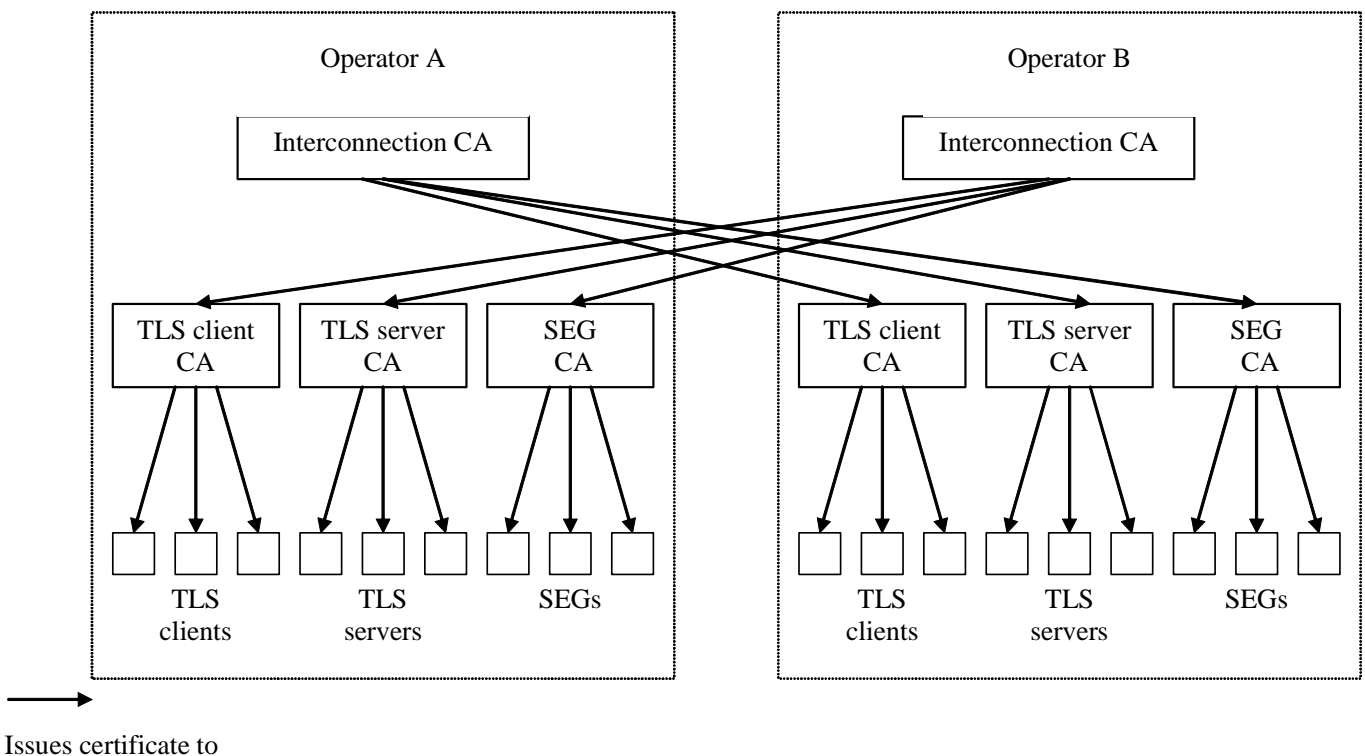 Operator A
Operator B
Interconnection CA
Interconnection CA
TLS client
CA
TLS server
CA
SEG
CA
TLS client
CA
TLS server
CA
SEG
CA
TLS
clients
TLS
servers
SEGs
TLS
clients
TLS
servers
SEGs
Issues certificate to